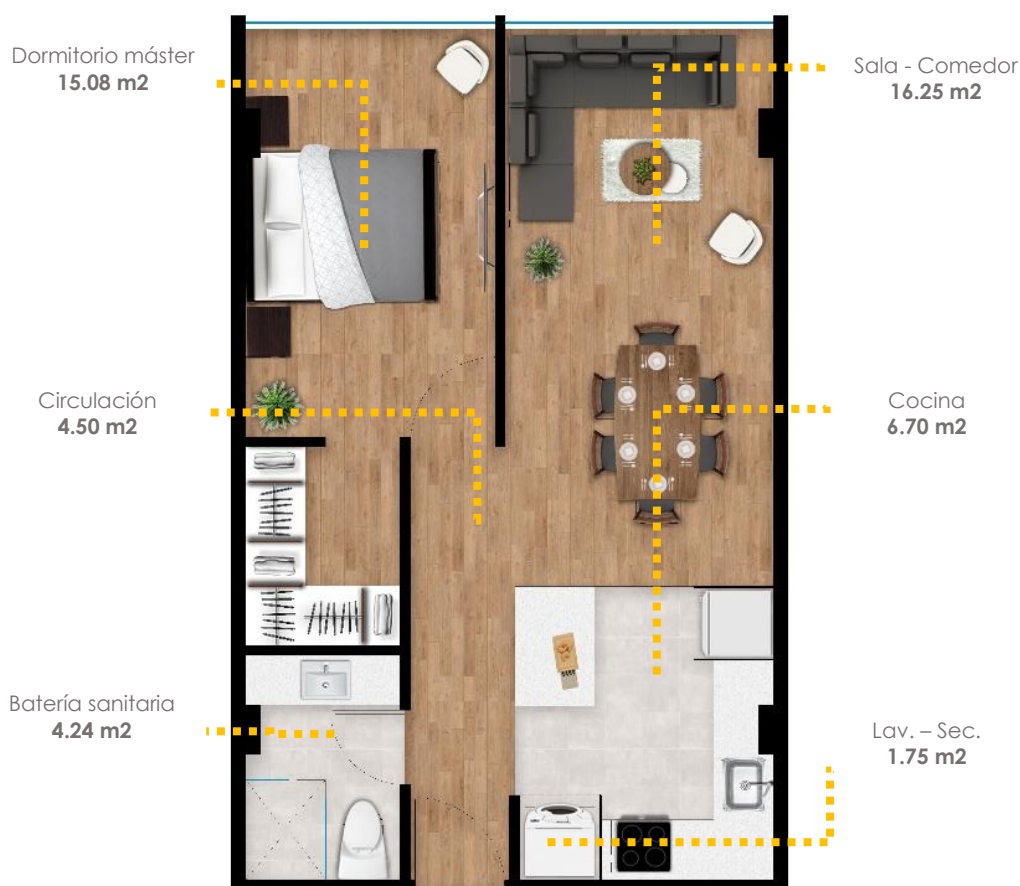 Dormitorio máster
15.08 m2
Sala - Comedor
16.25 m2
Circulación
4.50 m2
Cocina
6.70 m2
Batería sanitaria
4.24 m2
Lav. – Sec.
1.75 m2